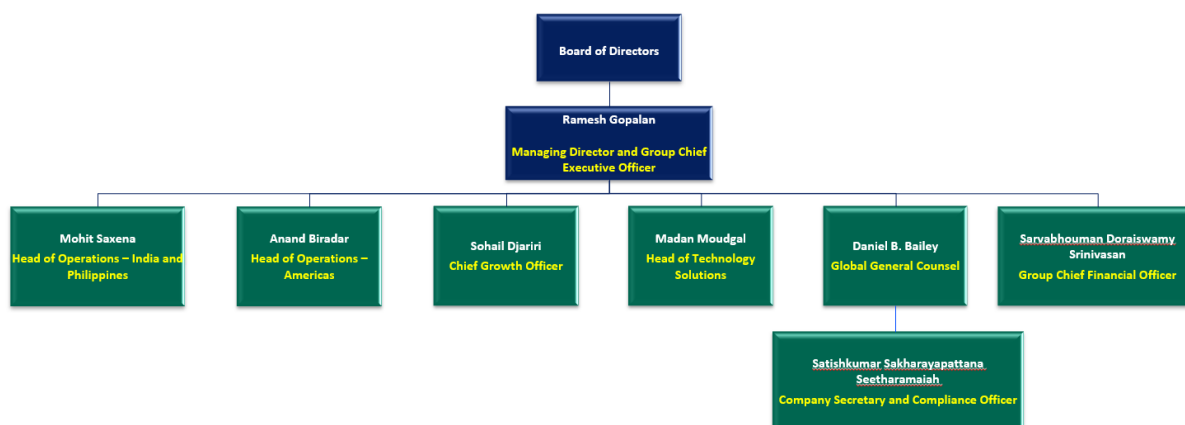 Board of Directors
Ramesh Gopalan
Managing Director and Group Chief
Executive Officer
Mohit Saxena
Head of Operations – India and
Philippines
Anand Biradar
Head of Operations –
Americas
Sohail Djariri
Chief Growth Officer
Madan Moudgal
Head of Technology
Solutions
Daniel B. Bailey
Global General Counsel
Sarvabhouman Doraiswamy
Srinivasan
Group Chief Financial Officer
Satishkumar Sakharayapattana
Seetharamaiah
Company Secretary and Compliance Officer